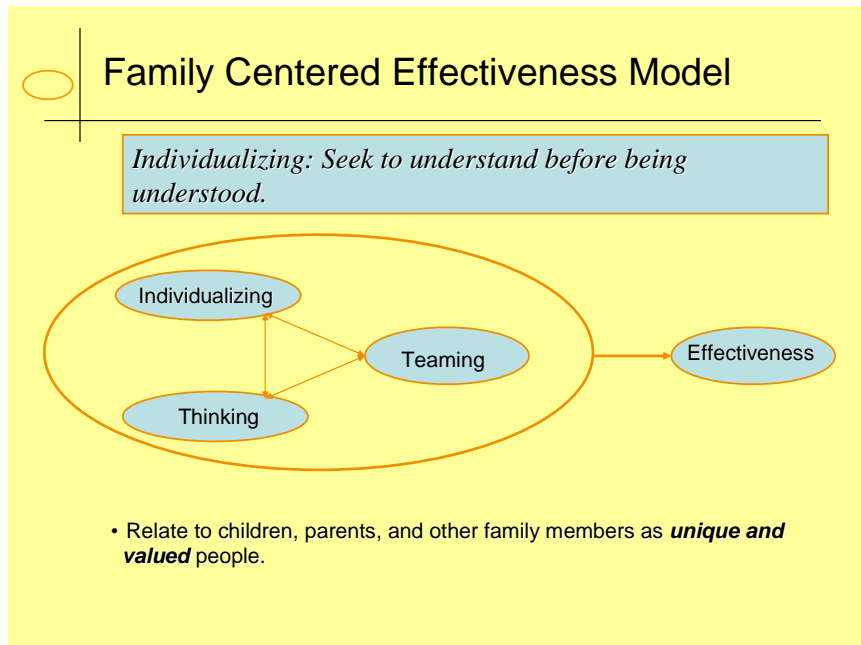 Family Centered Effectiveness Model
Individualizing: Seek to understand before being
understood.
Individualizing
Teaming
Effectiveness
Thinking
• Relate to children, parents, and other family members as unique and
valued people.